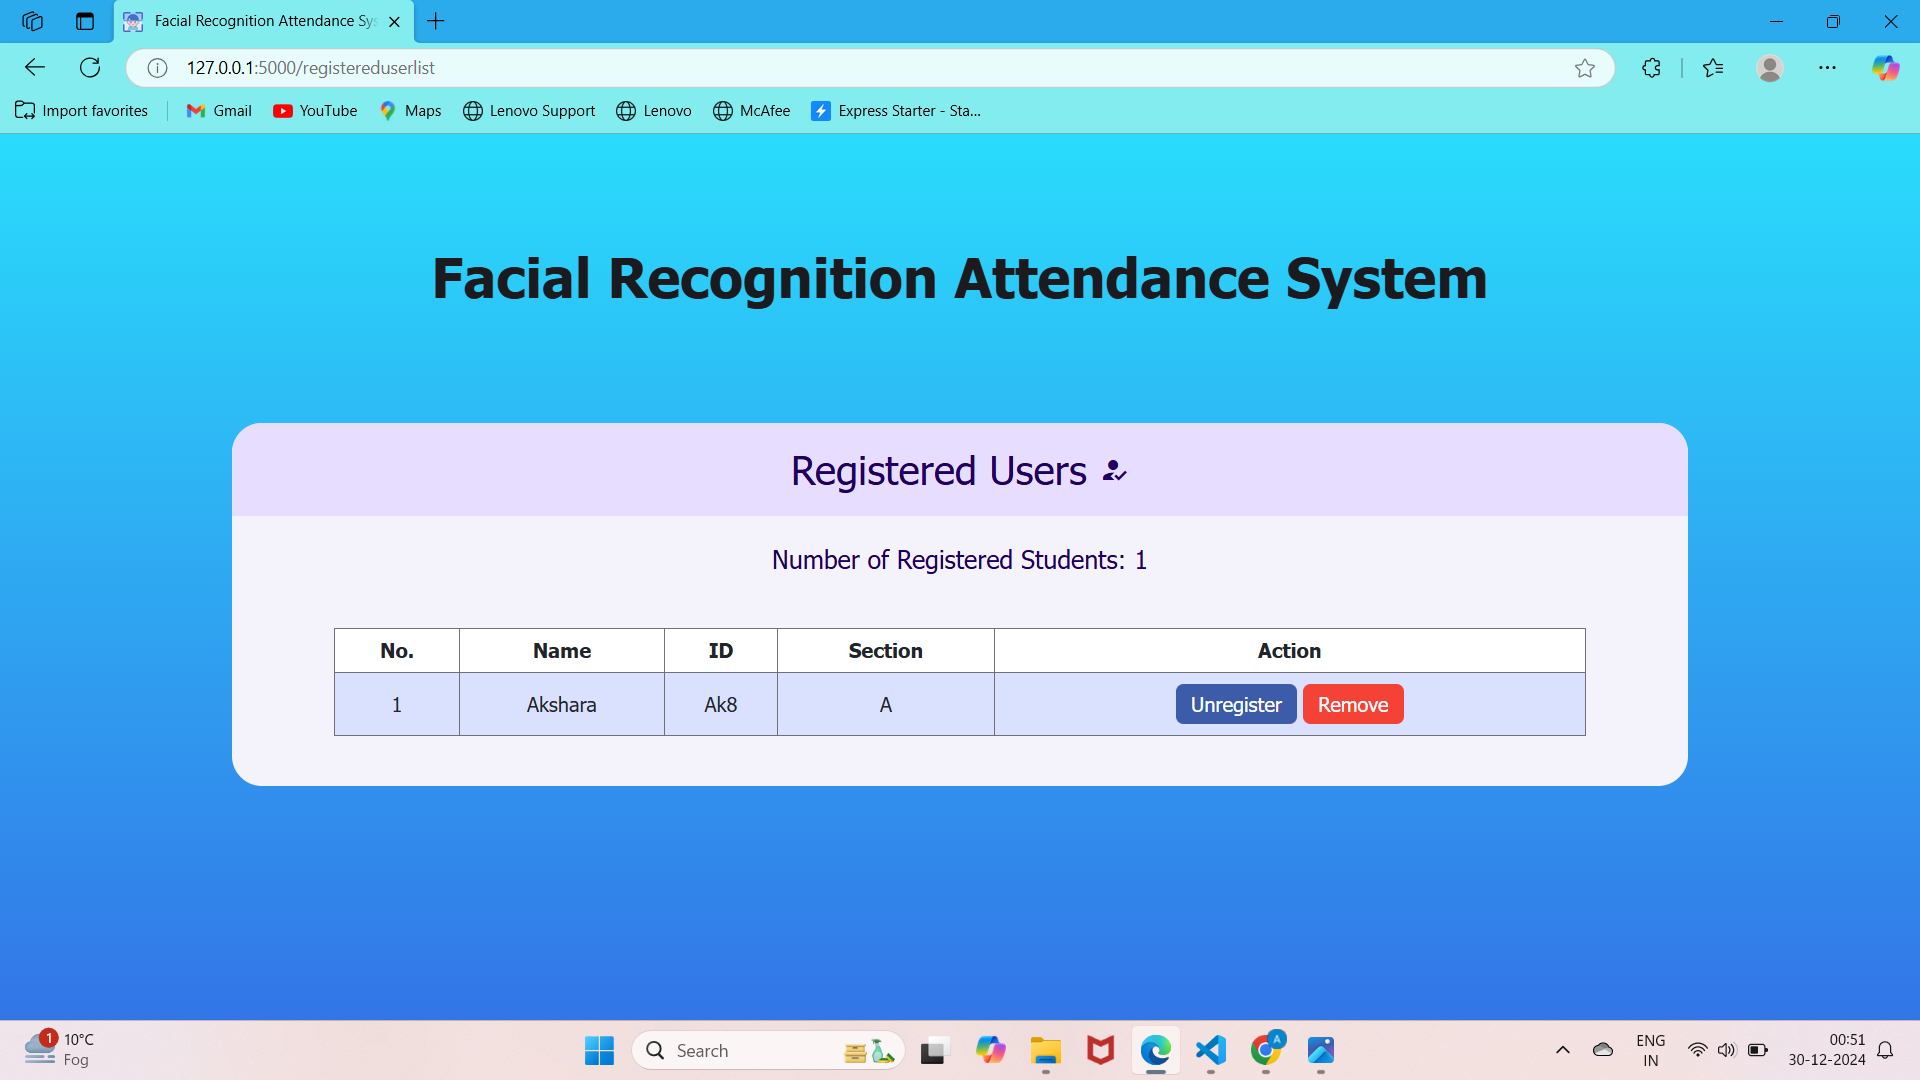 Facial Recognition Attendance Sys
127.0.0.1:5000/registereduserlist
Import favorites Gmail YouTube Maps Lenovo Support Lenovo McAfee Express Starter - Sta...
Facial Recognition Attendance System
Registered Users
Number of Registered Students: 1
No. Name ID Section Action
1 Akshara Ak8 A Unregister Remove
1 10°C
Fog
Search
A
ENG
IN
00:51
30-12-2024